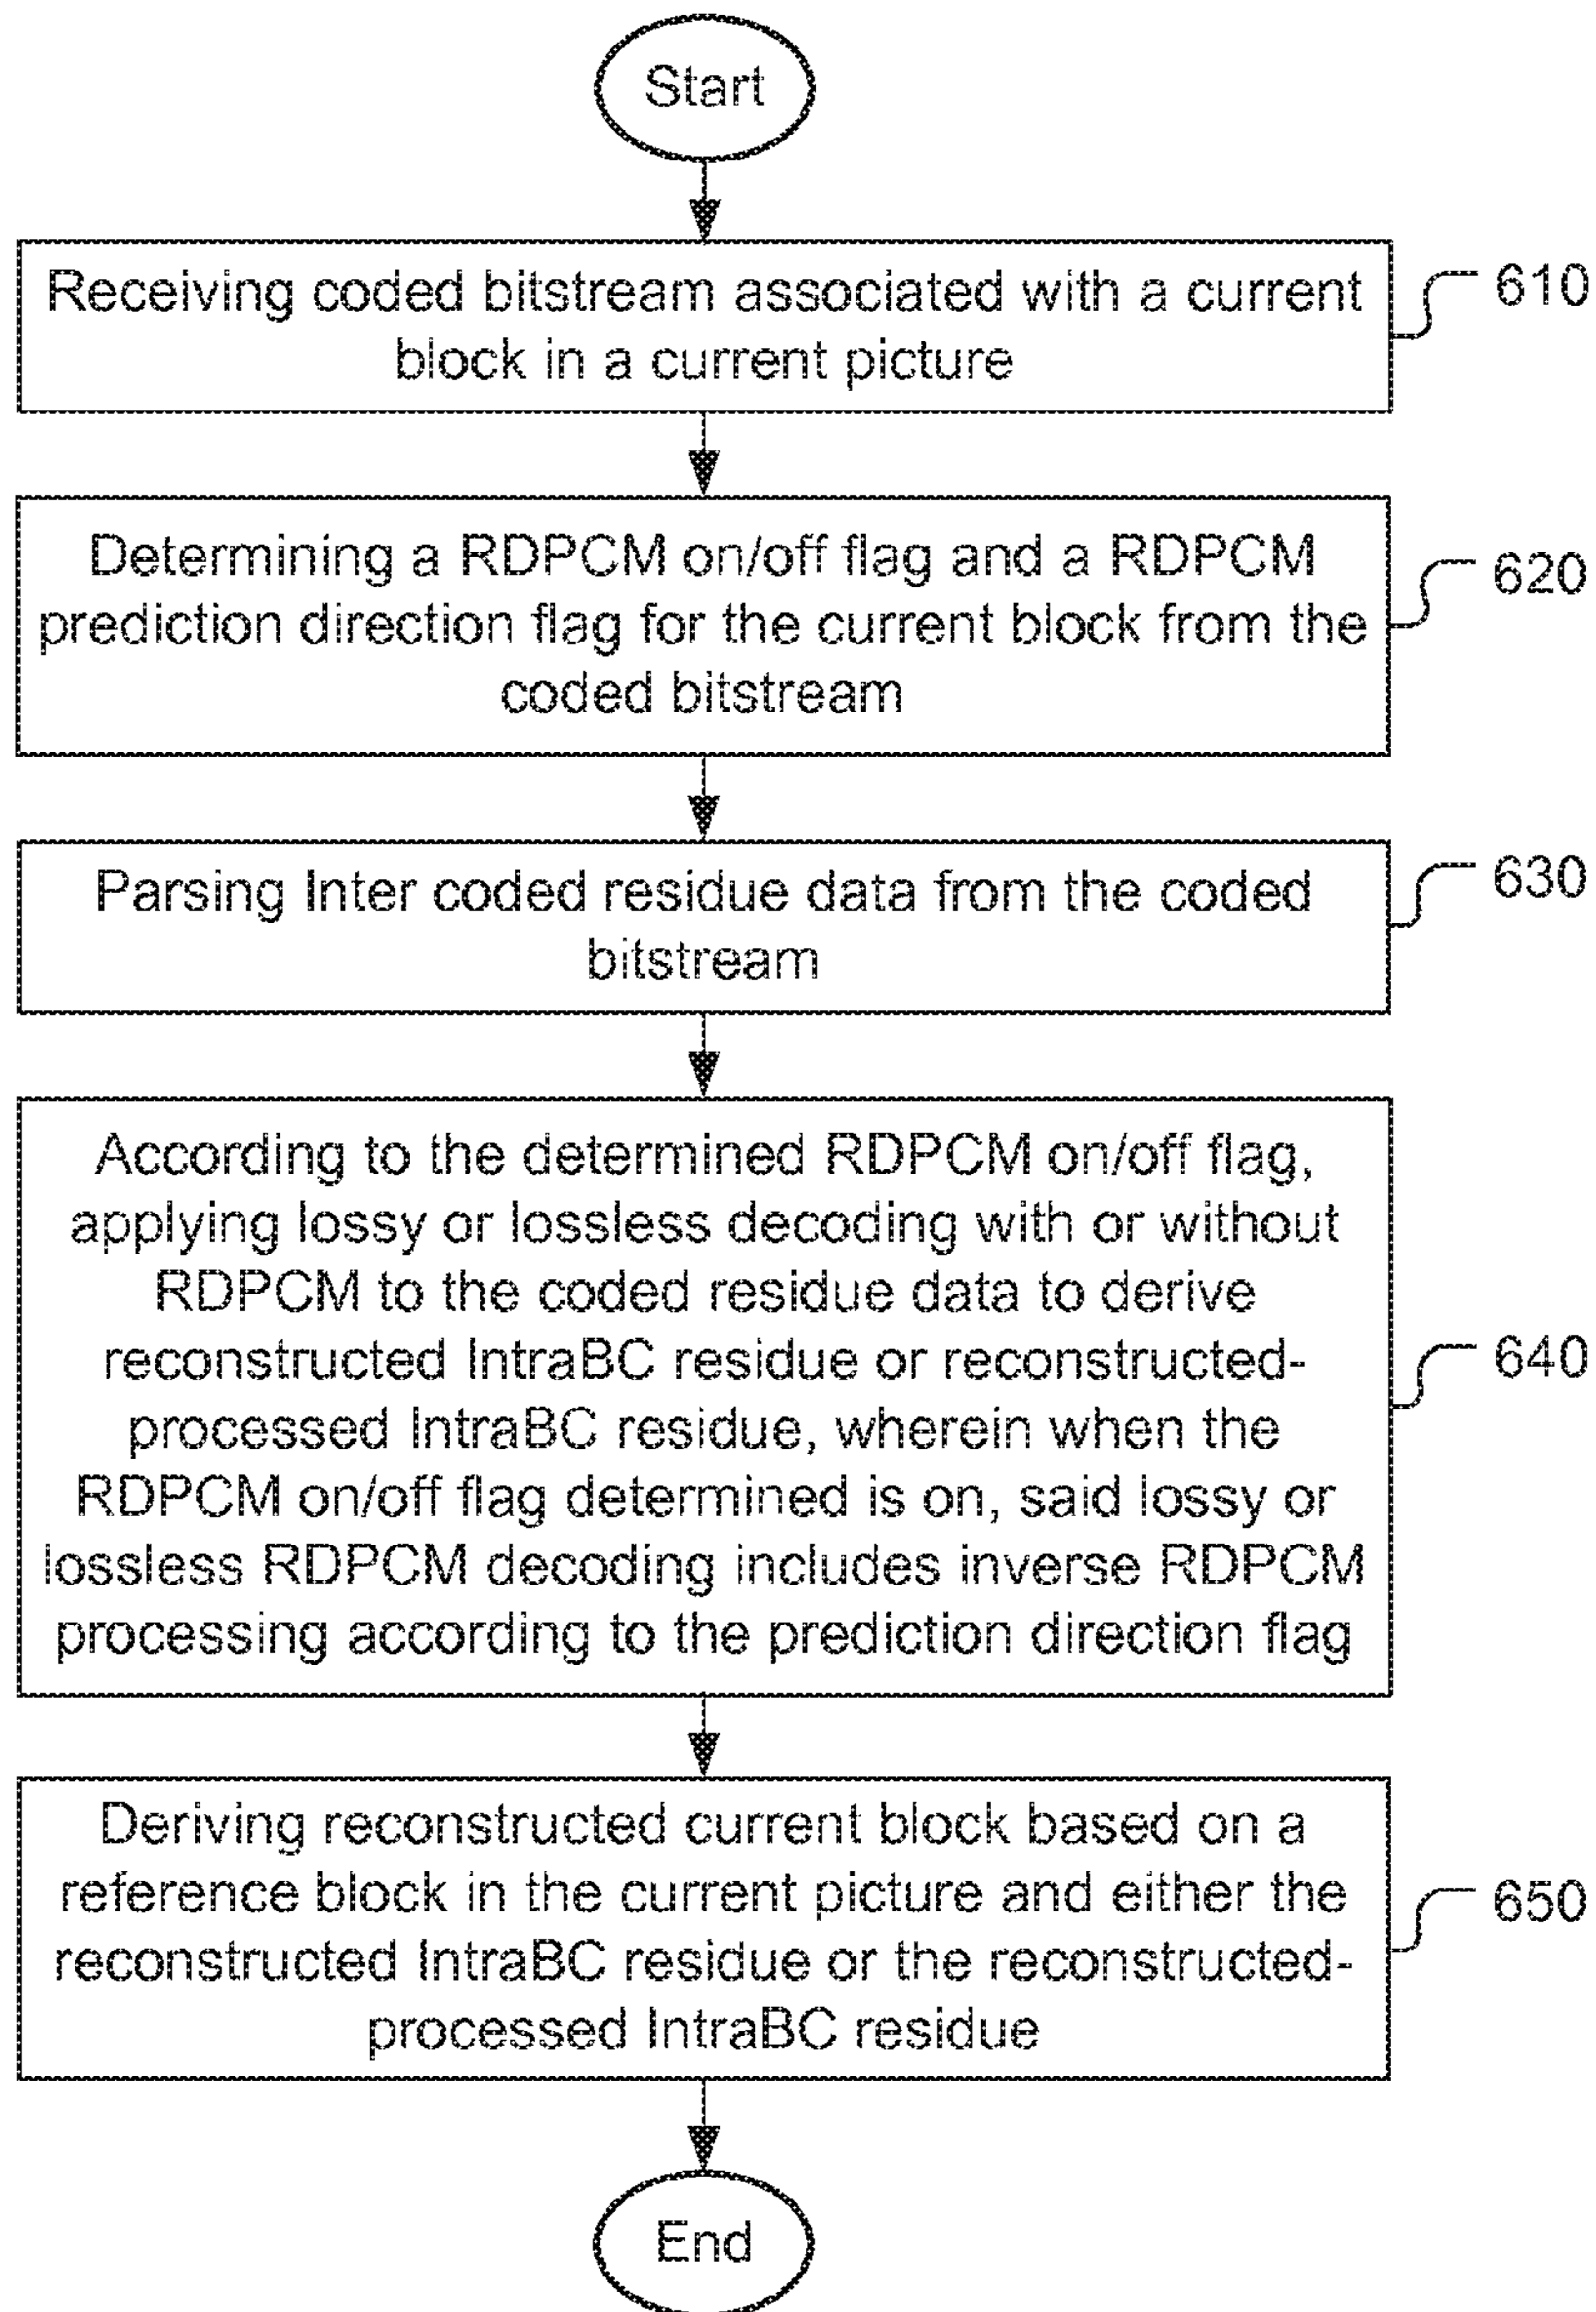 Start
Receiving coded bitstream associated with a current
block in a current picture
610
Determining a RDPCM on/off flag and a RDPCM
prediction direction flag for the current block from the
coded bitstream
620
Parsing Inter coded residue data from the coded
bitstream
630
According to the determined RDPCM on/off flag,
applying lossy or lossless decoding with or without
RDPCM to the coded residue data to derive
reconstructed IntraBC residue or reconstructed-
processed IntraBC residue, wherein when the
RDPCM on/off flag determined is on, said lossy or
lossless RDPCM decoding includes inverse RDPCM
processing according to the prediction direction flag
640
Deriving reconstructed current block based on a
reference block in the current picture and either the
reconstructed IntraBC residue or the reconstructed-
processed IntraBC residue
650
End